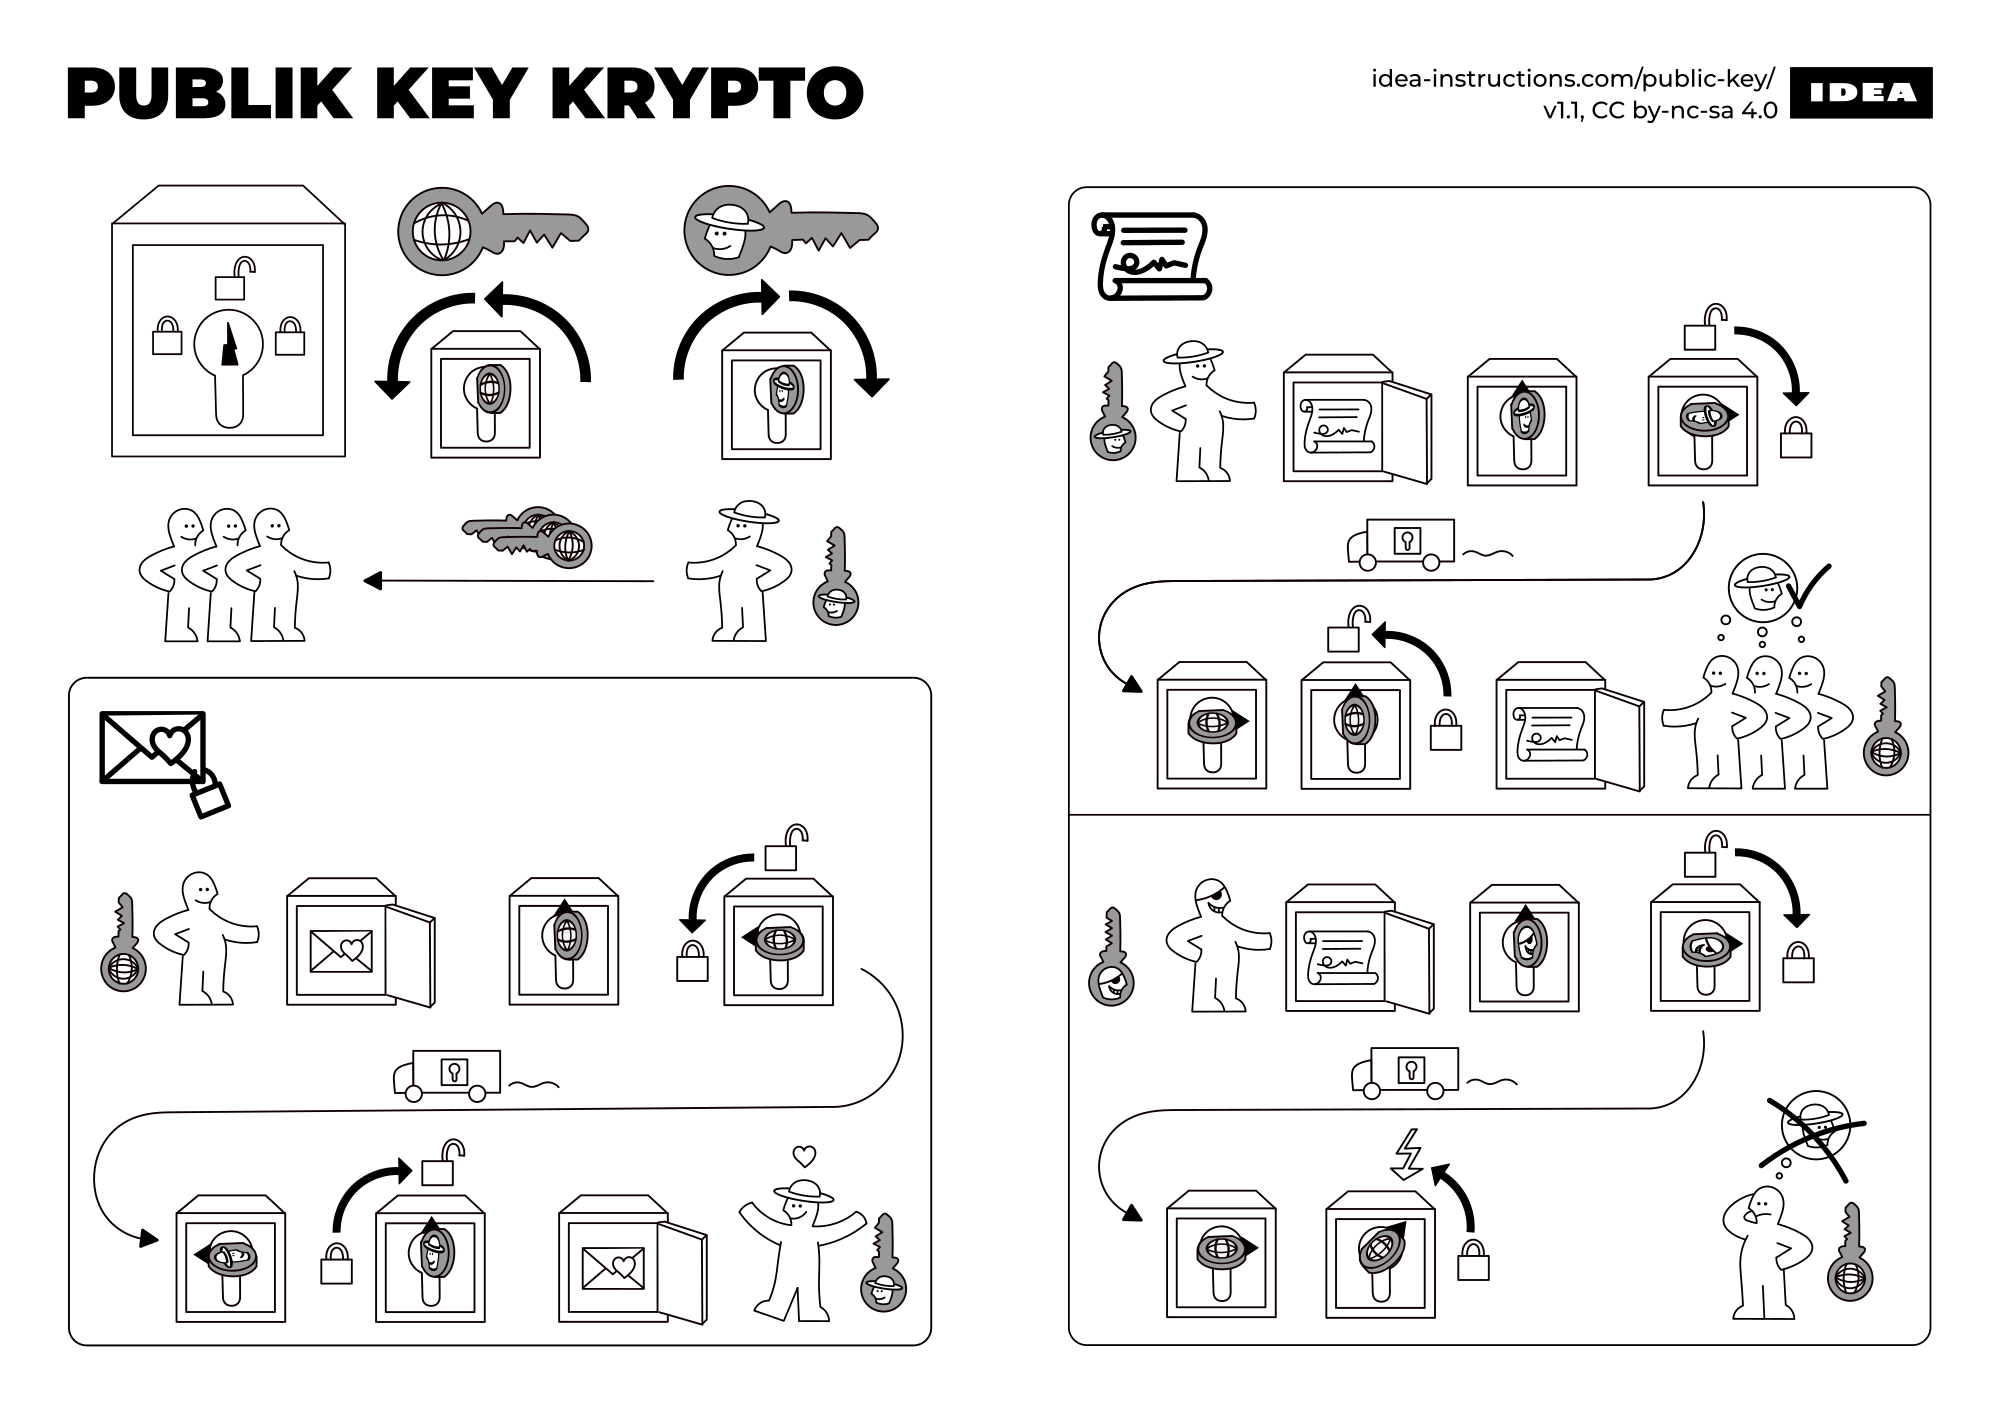 PUBLIK KEY KRYPTO
idea-instructions.com/public-key/
v1.1, CC by-nc-sa 4.0
IDEA